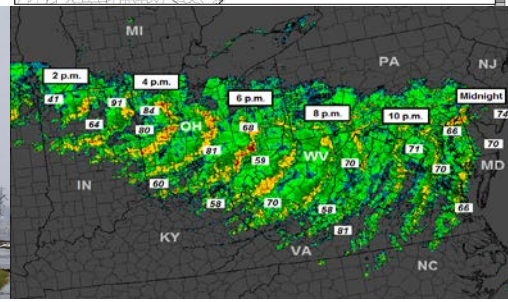 MI
PA
NJ
2 p.m.
4 p.m.
6 p.m.
8 p.m.
10 p.m.
Midnight
41
91
84
64
80
OH
68
81
59
WV
70
71
66
74
70
70
MD
IN
60
58
70
58
81
66
KY
VA
NC